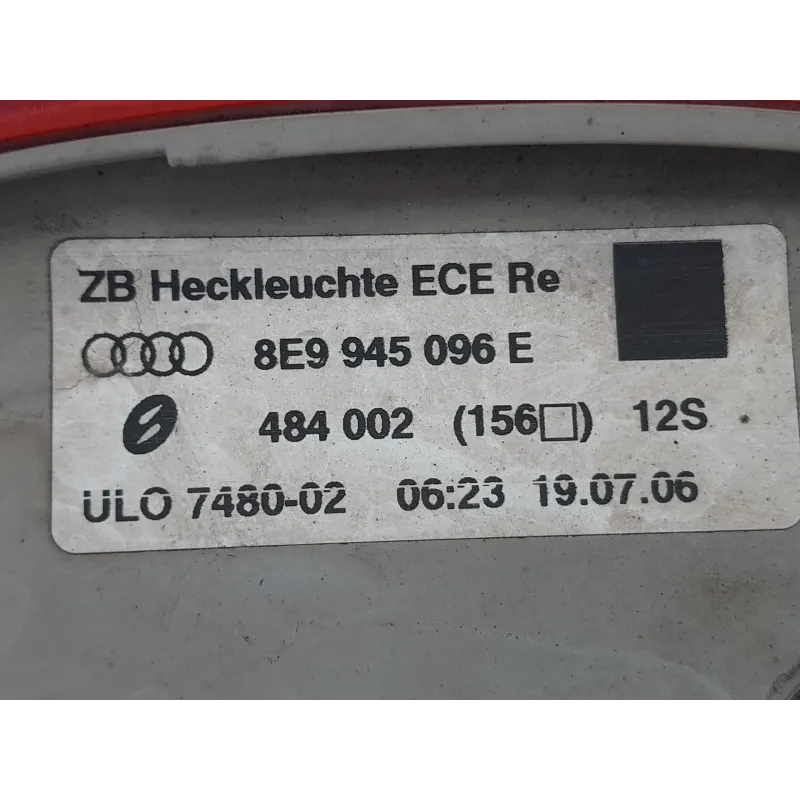 ZB Heckleuchte ECE Re
8E9 945 096 E
484 002 (156□) 12S
ULO 7480-02 06:23 19.07.06